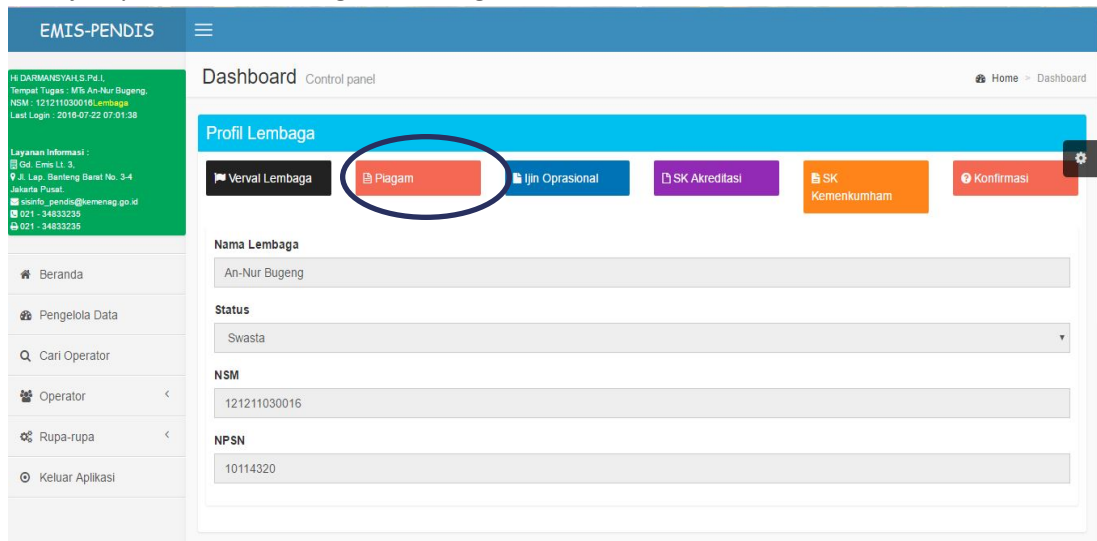 EMIS-PENDIS
Hi DARMANSYAH,S.Pd.I,
Tempat Tugas : MTs An-Nur Bugeng,
NSM : 121211030016Lembaga
Last Login : 2016-07-22 07:01:38
Layanan Informasi :
Gd. Emis Lt. 3,
Jl. Lap. Banteng Barat No. 3-4
Jakarta Pusat.
sisinfo_pendis@kemenag.go.id
021 - 34833235
021 - 34833235
Beranda
Pengelola Data
Cari Operator
Operator
Rupa-rupa
Keluar Aplikasi
Dashboard Control panel
Home > Dashboard
Profil Lembaga
Verval Lembaga
Piagam
Ijin Oprasional
SK Akreditasi
SK
Kemenkumham
Konfirmasi
Nama Lembaga
An-Nur Bugeng
Status
Swasta
NSM
121211030016
NPSN
10114320